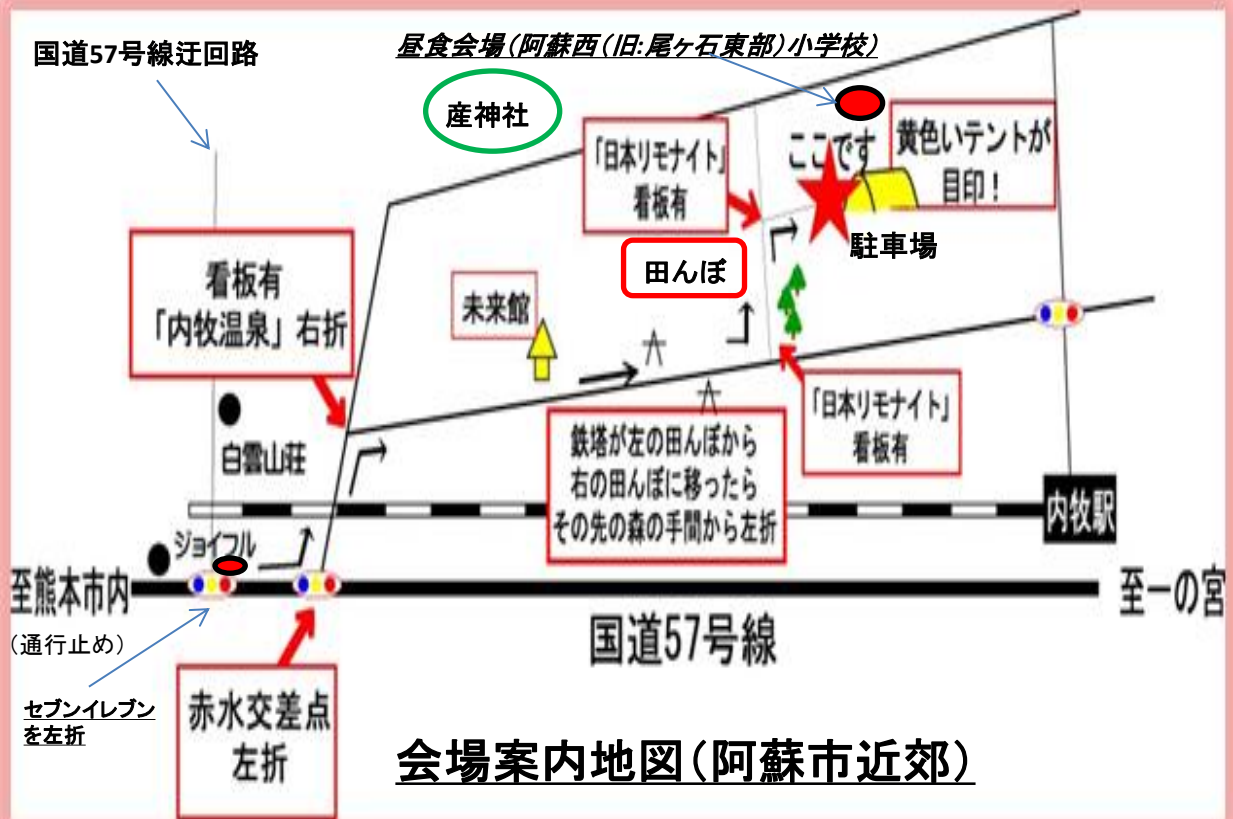 国道57号線迂回路
昼食会場（阿蘇西（旧:尾ヶ石東部）小学校）
産神社
「日本リモナイト」
看板有
ここです
黄色いテントが
目印！
駐車場
田んぼ
看板有
「内牧温泉」右折
未来館
「日本リモナイト」
看板有
鉄塔が左の田んぼから
右の田んぼに移ったら
その先の森の手間から左折
白雲山荘
内牧駅
ジョイフル
至熊本市内
（通行止め）
至一の宮
国道57号線
セブンイレブン
を左折
赤水交差点
左折
会場案内地図（阿蘇市近郊）